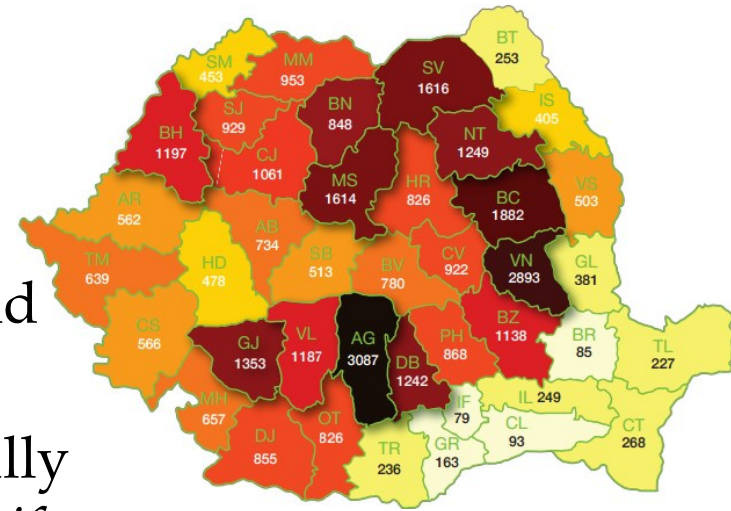 SM
453
MM
953
SV
1616
BT
253
BH
1197
SJ
929
BN
848
NT
1249
IS
405
CJ
1061
MS
1614
HR
826
BC
1882
VS
503
AR
562
AB
734
SB
513
TM
639
HD
478
BV
780
CV
922
VN
2893
GL
381
CS
566
GJ
1353
VL
1187
AG
3087
DB
1242
PH
868
BZ
1138
BR
85
TL
227
MH
657
DJ
855
OT
826
TR
236
GR
163
IF
79
IL 249
CL
93
CT
268